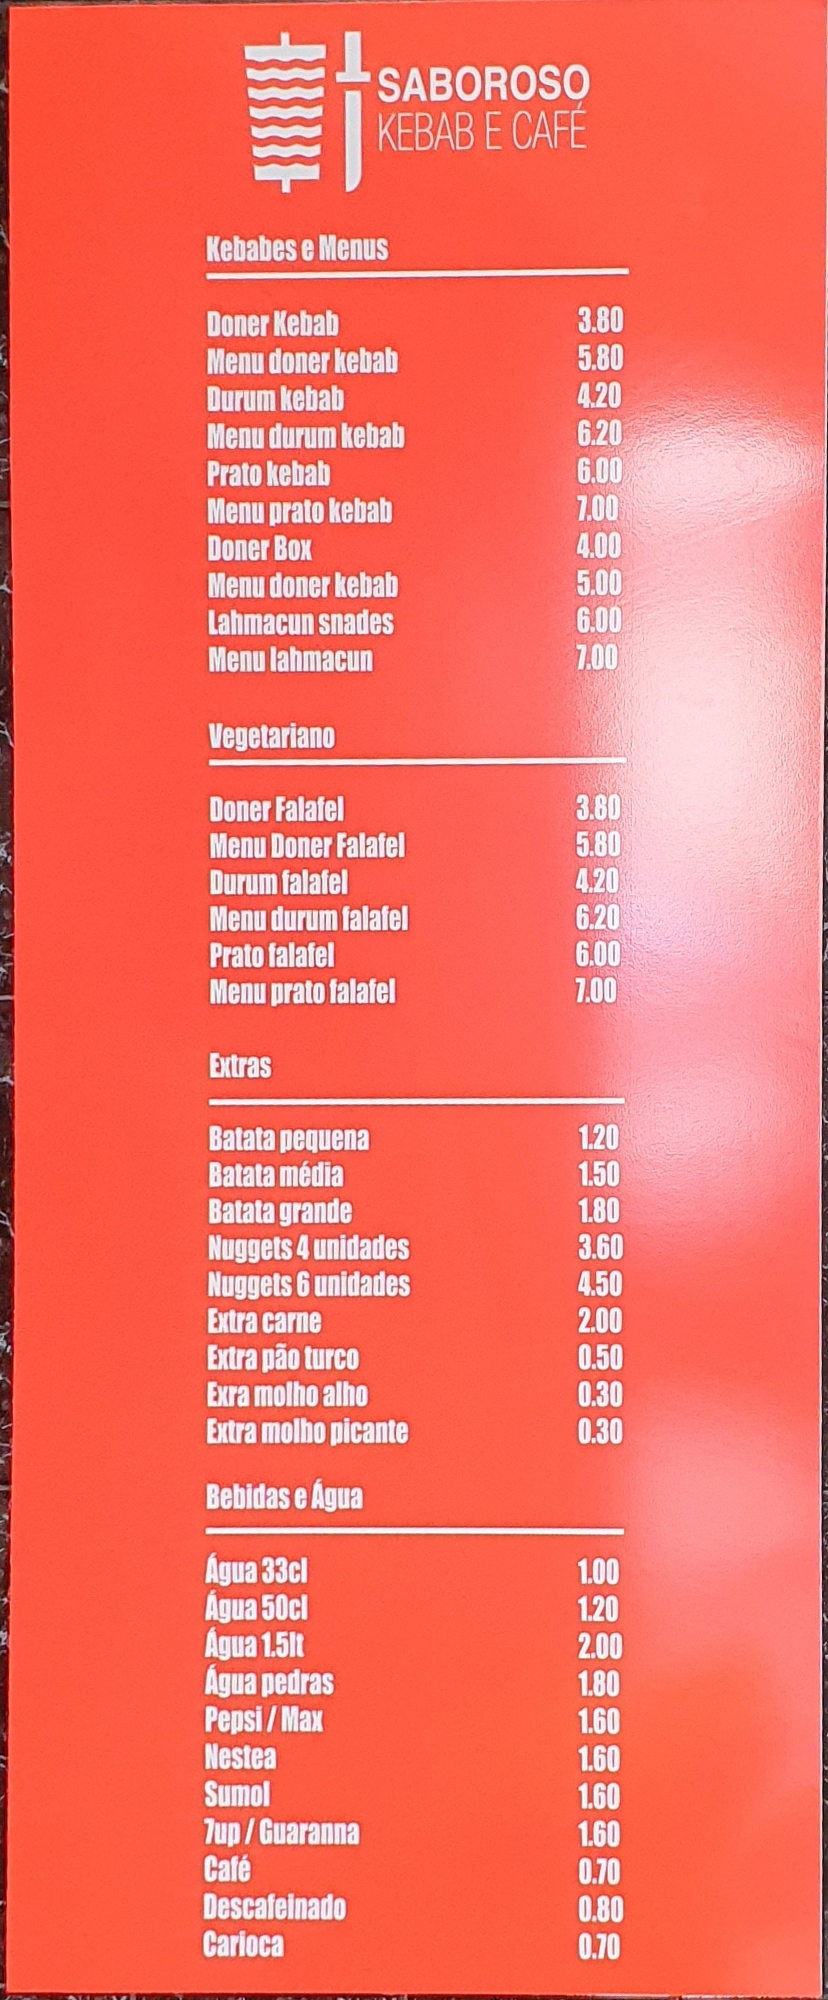 SABOROSO
KEBAB E CAFÉ
Kebabes e Menus
Doner Kebab 3.80
Menu doner kebab 5.80
Durum kebab 4.20
Menu durum kebab 6.20
Prato kebab 6.00
Menu prato kebab 7.00
Doner Box 4.00
Menu doner kebab 5.00
Lahmacun snades 6.00
Menu lahmacun 7.00
Vegetariano
Doner Falafel 3.80
Menu Doner Falafel 5.80
Durum falafel 4.20
Menu durum falafel 6.20
Prato falafel 6.00
Menu prato falafel 7.00
Extras
Batata pequena 1.20
Batata média 1.50
Batata grande 1.80
Nuggets 4 unidades 3.60
Nuggets 6 unidades 4.50
Extra carne 2.00
Extra pão turco 0.50
Exra molho alho 0.30
Extra molho picante 0.30
Bebidas e Água
Água 33cl 1.00
Água 50cl 1.20
Água 1.5lt 2.00
Água pedras 1.80
Pepsi / Max 1.60
Nestea 1.60
Sumol 1.60
7up / Guaranna 1.60
Café 0.70
Descafeinado 0.80
Carioca 0.70